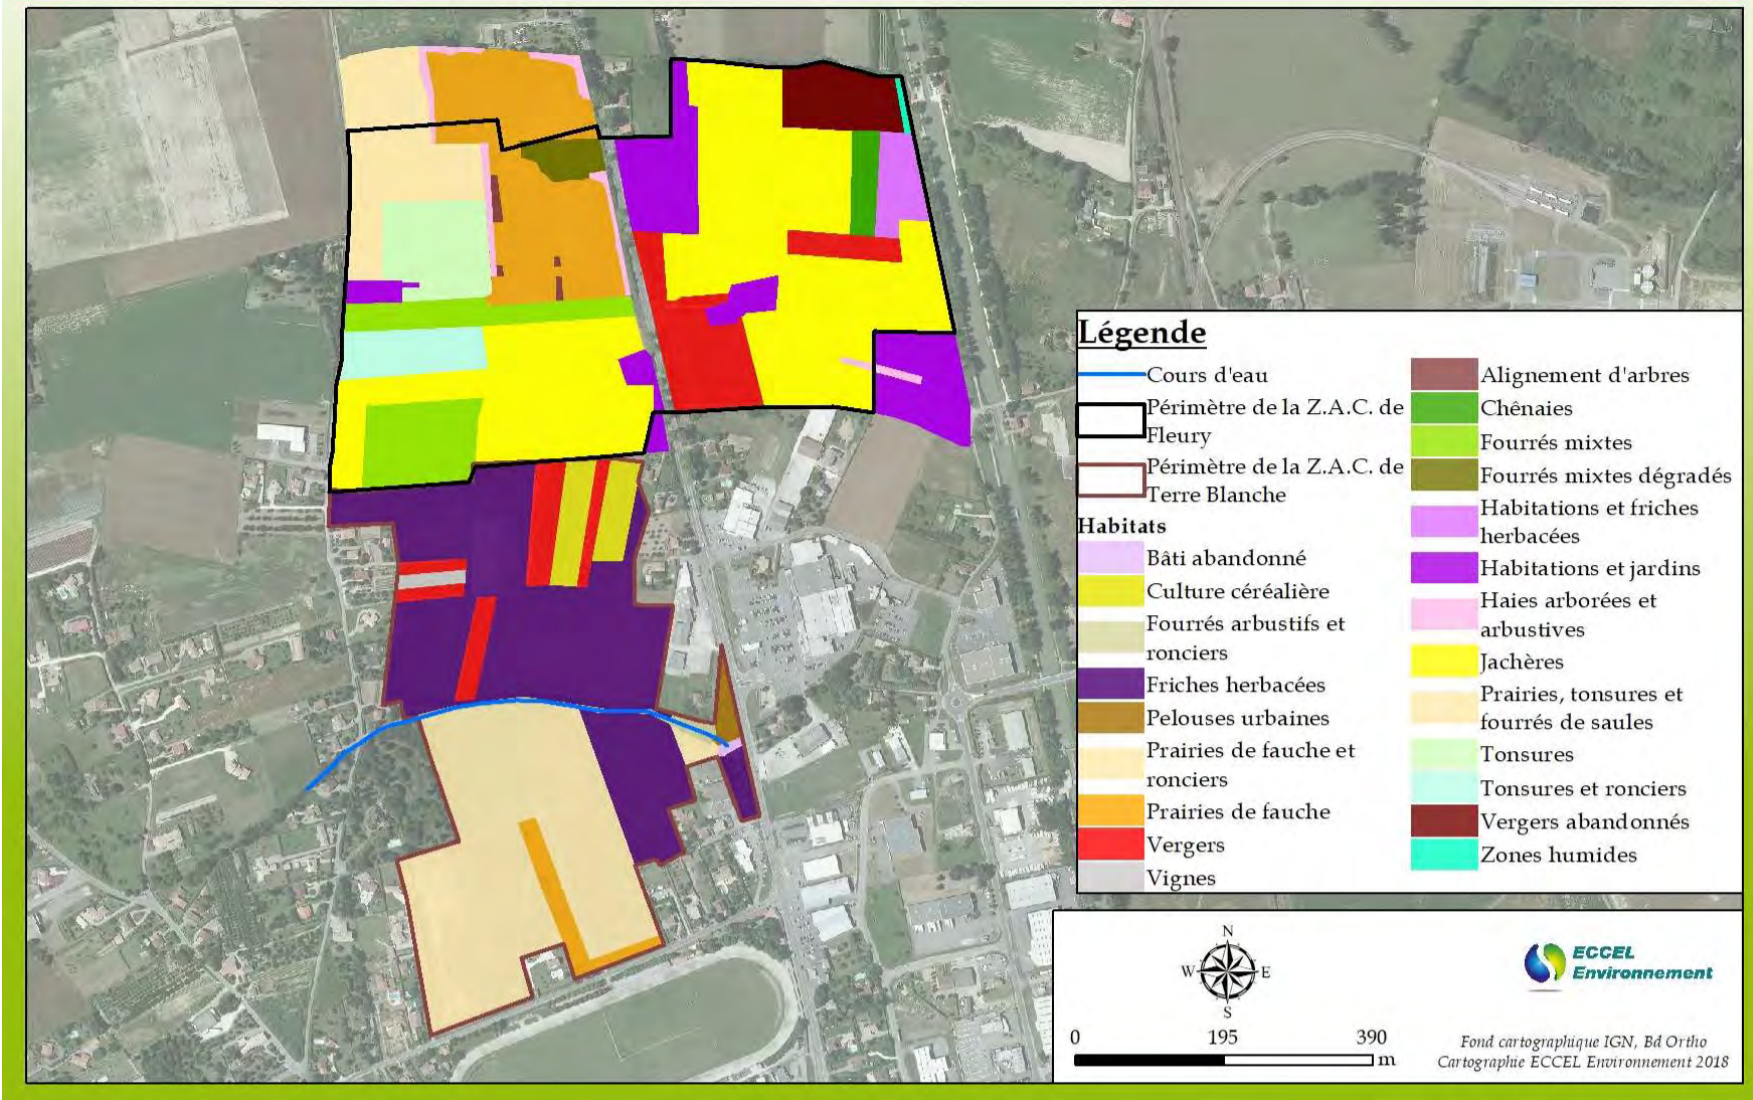 Légende
Cours d'eau
Périmètre de la Z.A.C. de
Fleury
Périmètre de la Z.A.C. de
Terre Blanche
Habitats
Bâti abandonné
Culture céréalière
Fourrés arbustifs et
ronciers
Friches herbacées
Pelouses urbaines
Prairies de fauche et
ronciers
Prairies de fauche
Vergers
Vignes
Alignement d'arbres
Chênaies
Fourrés mixtes
Fourrés mixtes dégradés
Habitations et friches
herbacées
Habitations et jardins
Haies arborées et
arbustives
Jachères
Prairies, tonsures et
fourrés de saules
Tonsures
Tonsures et ronciers
Vergers abandonnés
Zones humides
N
W E
S
0 195 390
m
ECCEL
Environnement
Fond cartographique IGN, Bd Ortho
Cartographie ECCEL Environnement 2018